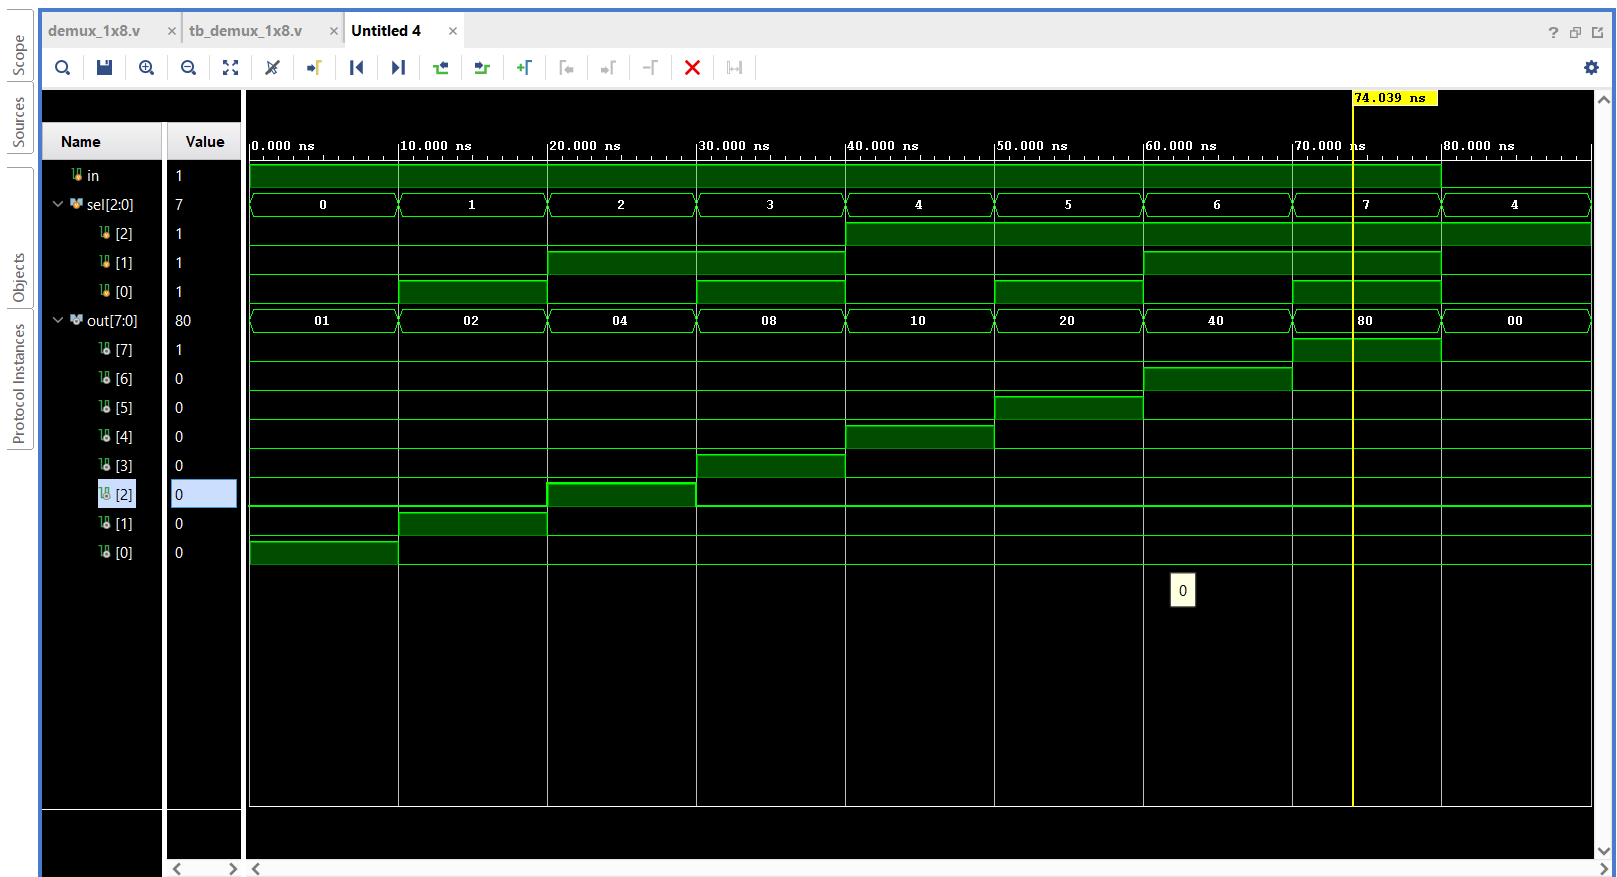 demux_1x8.v × tb_demux_1x8.v × Untitled 4 ×
?
Scope
Sources
Objects
Protocol Instances
74.039 ns
Name Value
0.000 ns 10.000 ns 20.000 ns 30.000 ns 40.000 ns 50.000 ns 60.000 ns 70.000 ns 80.000 ns
in 1
sel[2:0] 7 0 1 2 3 4 5 6 7 4
[2] 1
[1] 1
[0] 1
out[7:0] 80 01 02 04 08 10 20 40 80 00
[7] 1
[6] 0
[5] 0
[4] 0
[3] 0
[2] 0
[1] 0
[0] 0
0